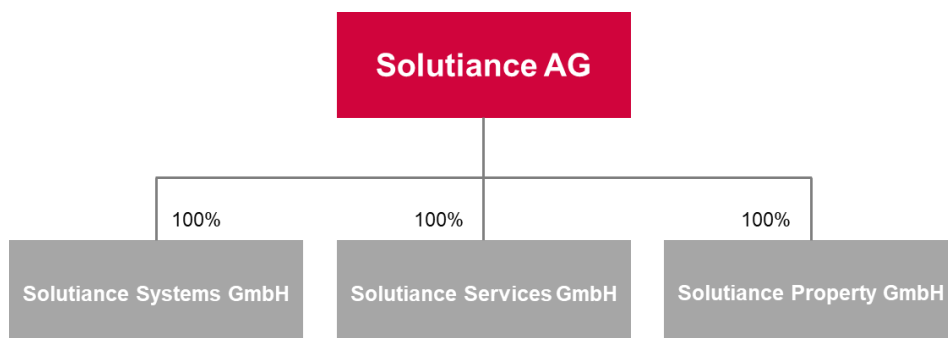 Solutiance AG
100%
100%
100%
Solutiance Systems GmbH
Solutiance Services GmbH
Solutiance Property GmbH